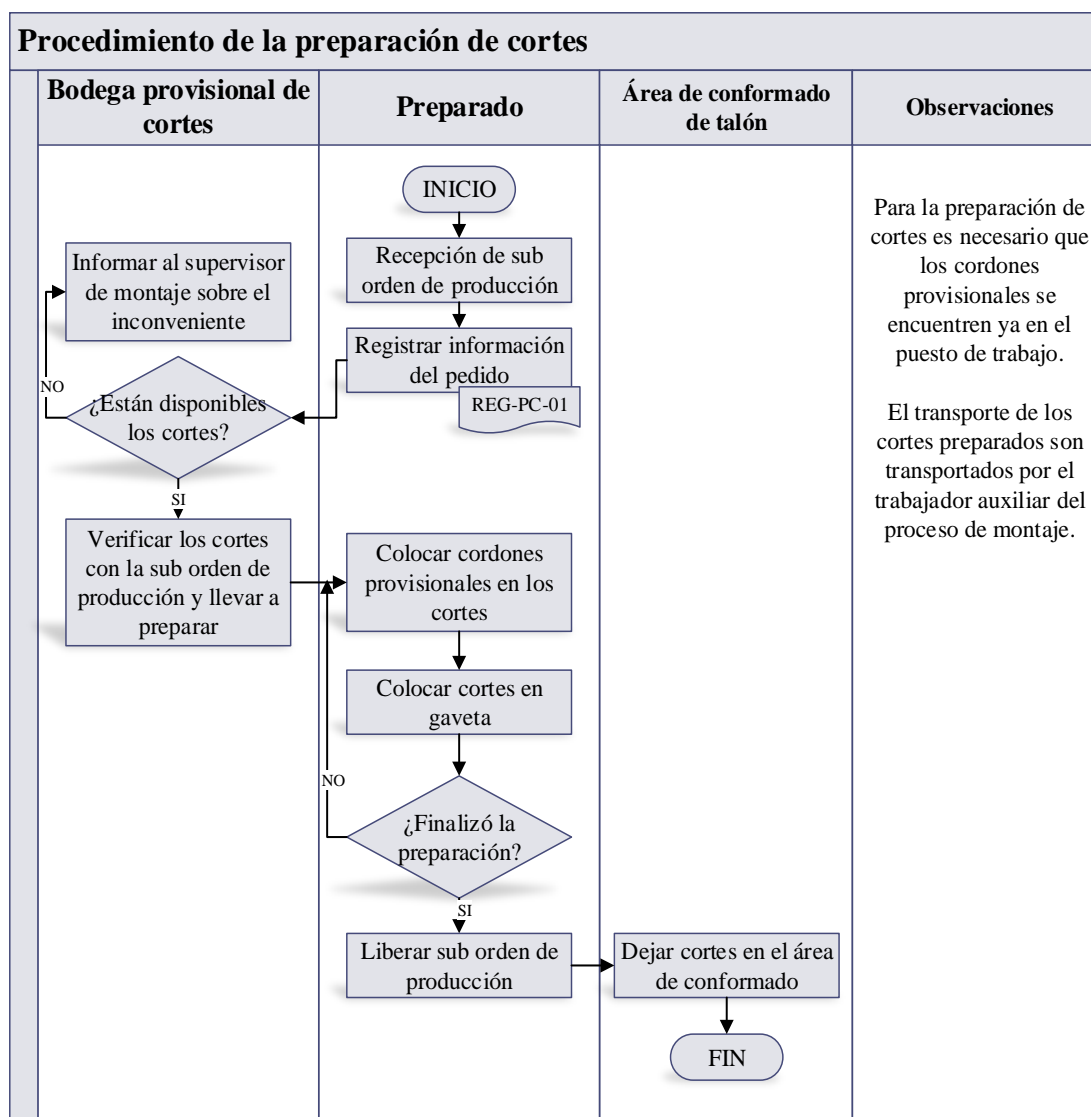 Procedimiento de la preparación de cortes
Bodega provisional de
cortes
Preparado
Área de conformado
de talón
Observaciones
INICIO
Recepción de sub
orden de producción
Registrar información
del pedido
REG-PC-01
Informar al supervisor
de montaje sobre el
inconveniente
NO
¿Están disponibles
los cortes?
SI
Verificar los cortes
con la sub orden de
producción y llevar a
preparar
Colocar cordones
provisionales en los
cortes
Colocar cortes en
gaveta
NO
¿Finalizó la
preparación?
SI
Liberar sub orden de
producción
Dejar cortes en el área
de conformado
FIN
Para la preparación de
cortes es necesario que
los cordones
provisionales se
encuentren ya en el
puesto de trabajo.
El transporte de los
cortes preparados son
transportados por el
trabajador auxiliar del
proceso de montaje.